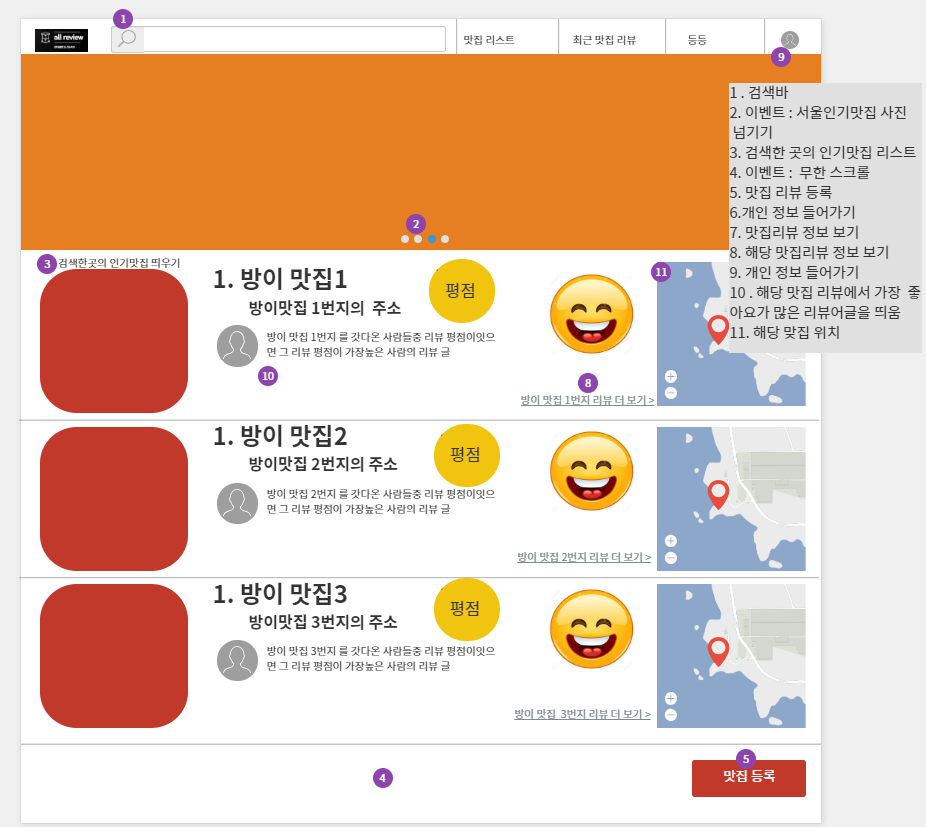 1
all review
맛집 리스트
최근 맛집 리뷰
등등
9
1 . 검색바
2. 이벤트 : 서울인기맛집 사진
넘기기
3. 검색한 곳의 인기맛집 리스트
4. 이벤트 :  무한 스크롤
5. 맛집 리뷰 등록
6.개인 정보 들어가기
7. 맛집리뷰 정보 보기
8. 해당 맛집리뷰 정보 보기
9. 개인 정보 들어가기
10 . 해당 맛집 리뷰에서 가장  좋
아요가 많은 리뷰어글을 띄움
11. 해당 맞집 위치
2
3
검색한곳의 인기맛집 띄우기
1. 방이 맛집1
방이맛집 1번지의  주소
평점
방이 맛집 1번지 를 갓다온 사람들중 리뷰 평점이잇으
면 그 리뷰 평점이 가장높은 사람의 리뷰 글
10
8
방이 맛집 1번지 리뷰 더 보기 >
11
1. 방이 맛집2
방이맛집 2번지의 주소
평점
방이 맛집 2번지 를 갓다온 사람들중 리뷰 평점이잇으
면 그 리뷰 평점이 가장높은 사람의 리뷰 글
방이 맛집 2번지 리뷰 더 보기 >
1. 방이 맛집3
방이맛집 3번지의 주소
평점
방이 맛집 3번지 를 갓다온 사람들중 리뷰 평점이잇으
면 그 리뷰 평점이 가장높은 사람의 리뷰 글
방이 맛집  3번지 리뷰 더 보기 >
4
5
맛집 등록